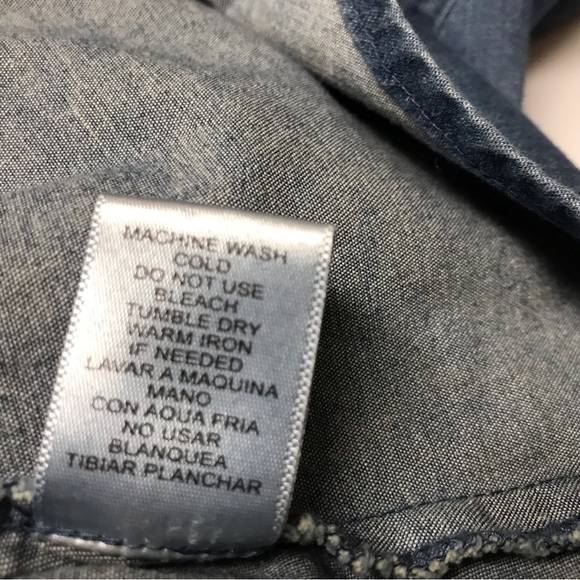 MACHINE WASH
COLD
DO NOT USE
BLEACH
TUMBLE DRY
WARM IRON
IF NEEDED
LAVAR A MAQUINA
MANO
CON AQUA FRIA
NO USAR
BLANQUEA
TIBIAR PLANCHAR